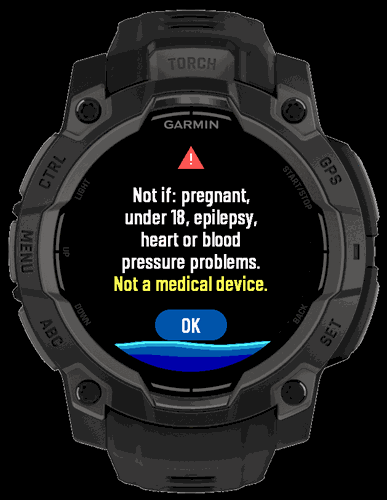 TORCH
GARMIN
CTRL
LIGHT
START/STOP
GPS
Not if: pregnant,
under 18, epilepsy,
heart or blood
pressure problems.
Not a medical device.
MENU
UP
OK
ABC
DOWN
BACK
SET